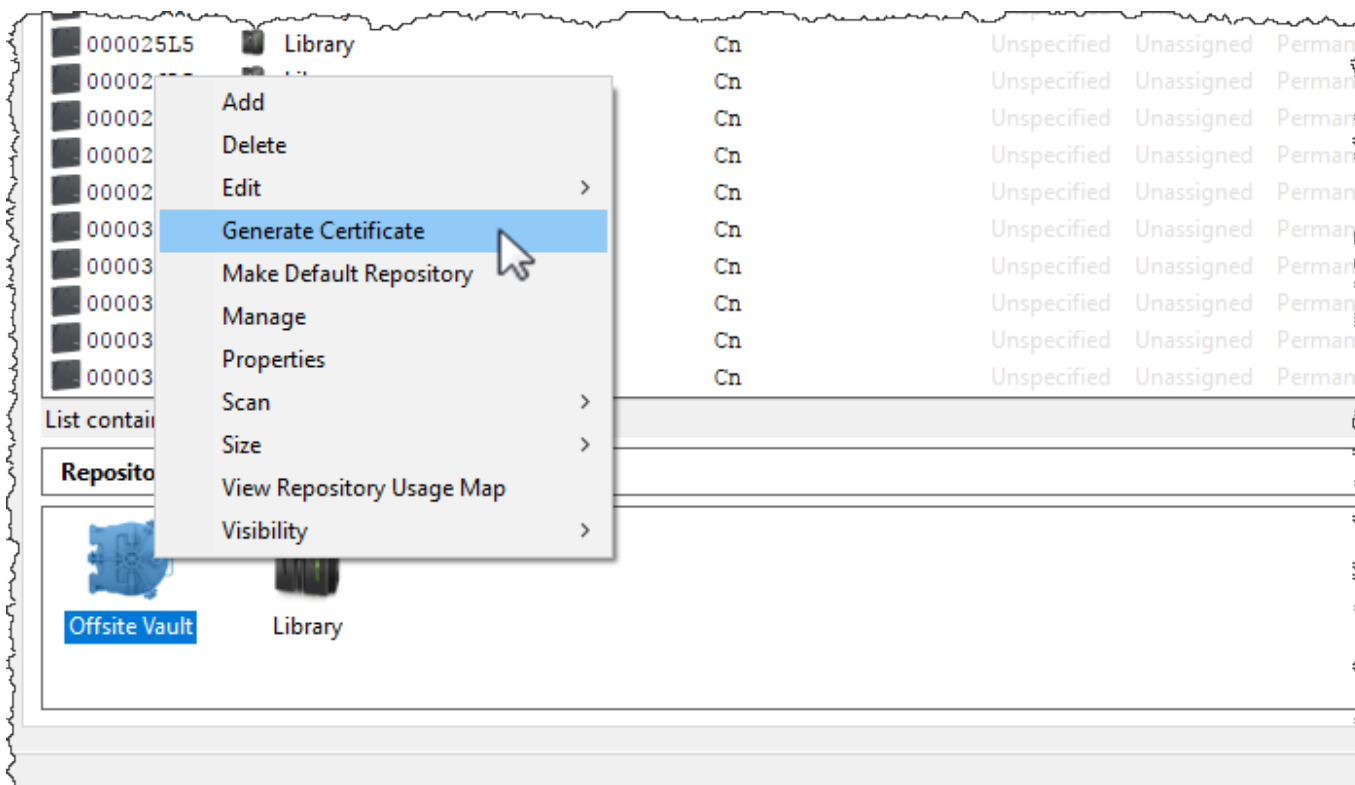 000025L5 Library Cn Unspecified Unassigned Perman
00002 Cn Unspecified Unassigned Perman
Add
00002 Cn Unspecified Unassigned Perman
Delete
00002 Cn Unspecified Unassigned Perman
Edit >
00002 Cn Unspecified Unassigned Perman
Generate Certificate
00003 Cn Unspecified Unassigned Perman
Make Default Repository
00003 Cn Unspecified Unassigned Perman
Manage
00003 Cn Unspecified Unassigned Perman
Properties
00003 Cn Unspecified Unassigned Perman
00003 Cn Unspecified Unassigned Perman
Scan >
List contai
Size >
Reposito
View Repository Usage Map
Visibility >
Offsite Vault Library